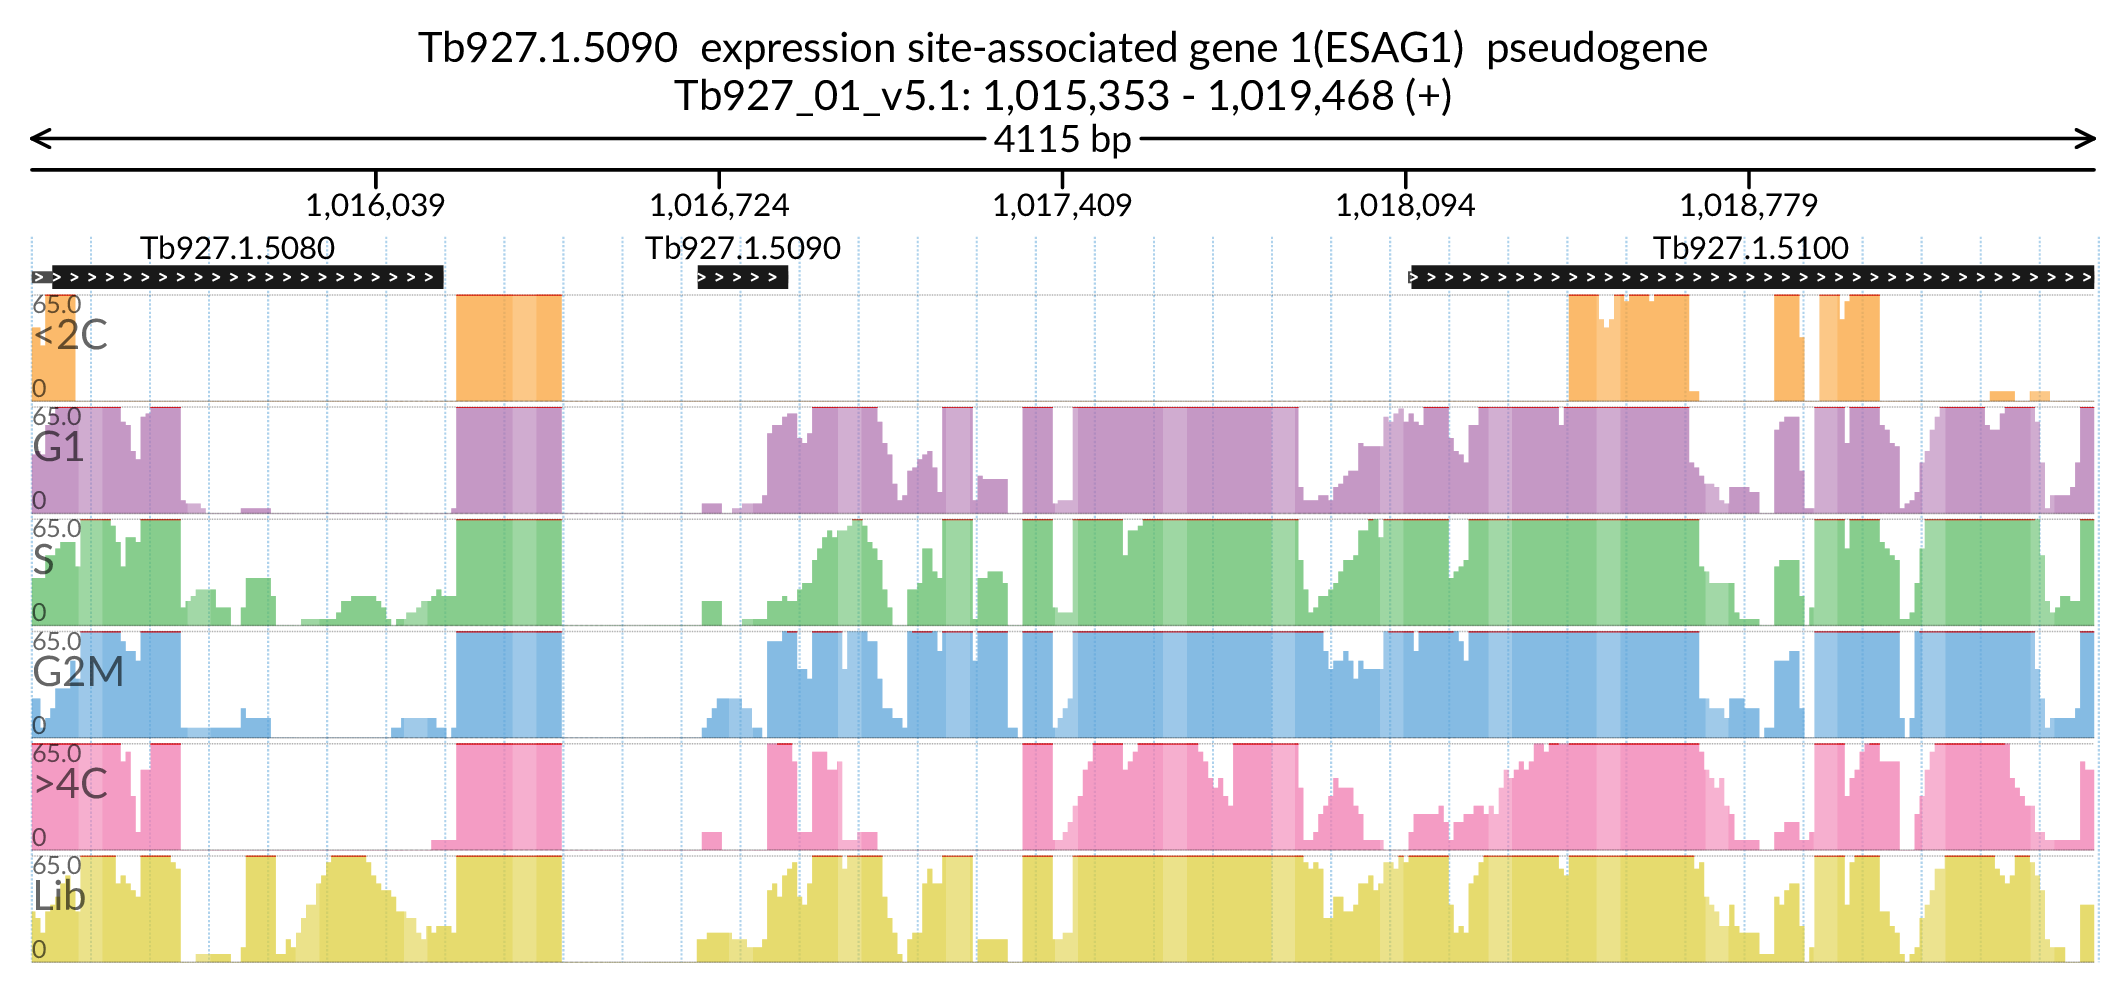 Tb927.1.5090 expression site-associated gene 1(ESAG1) pseudogene
Tb927_01_v5.1: 1,015,353 - 1,019,468 (+)
4115 bp
1,016,039 1,016,724 1,017,409 1,018,094 1,018,779
Tb927.1.5080 Tb927.1.5090 Tb927.1.5100
65.0
<2C
0
65.0
G1
0
65.0
S
0
65.0
G2M
0
65.0
>4C
0
65.0
Lib
0